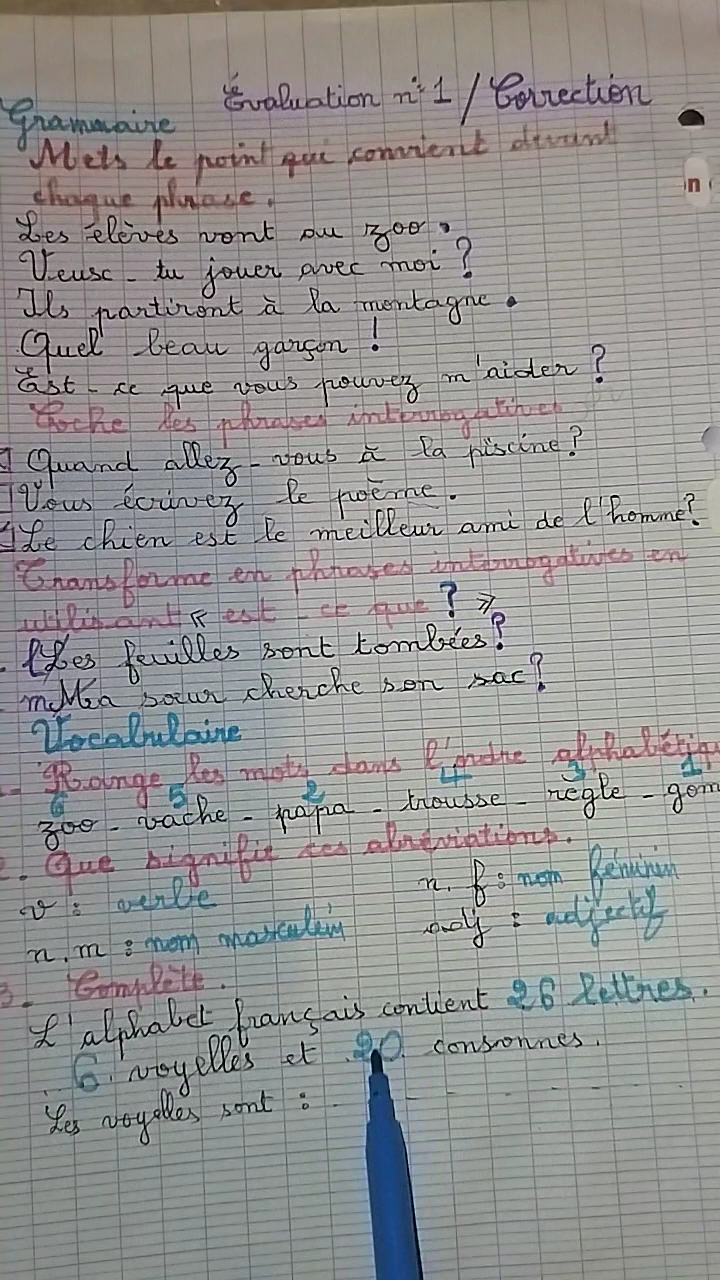 Évaluation n°1 / Correction
Grammaire
Mets le point qui convient devant
chaque phrase.
Les élèves vont au zoo.
Veux-tu jouer avec moi ?
Ils partiront à la montagne.
Quel beau garçon !
Est-ce que vous pouvez m'aider ?
Coche les phrases interrogatives
Quand allez-vous à la piscine ?
Vous écrivez le poème.
Le chien est le meilleur ami de l'homme?
Transforme en phrases interrogatives en
utilisant « est-ce que ? »
Les feuilles sont tombées ?
Ma sœur cherche son sac ?
Vocabulaire
- Range les mots dans l'ordre
6 5 2 4 3 1
zoo - vache - papa - trousse - règle -
2. Que signifie ces abréviations.
v : verbe
n. f : nom féminin
n. m : nom masculin
adj : adjectif
3- Complète.
L'alphabet français contient 26 lettres.
6. voyelles et 20. consonnes.
Les voyelles sont :